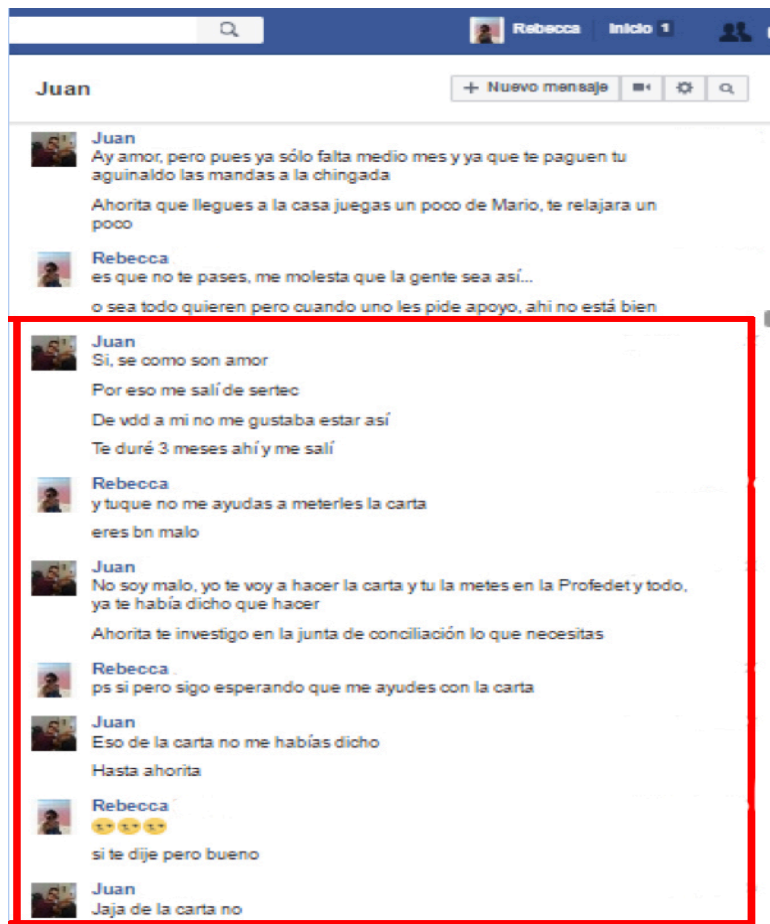 Rebecca Inicio 1
Juan + Nuevo mensaje
Juan
Ay amor, pero pues ya sólo falta medio mes y ya que te paguen tu
aguinaldo las mandas a la chingada
Ahorita que llegues a la casa juegas un poco de Mario, te relajara un
poco
Rebecca
es que no te pases, me molesta que la gente sea así...
o sea todo quieren pero cuando uno les pide apoyo, ahi no está bien
Juan
Si, se como son amor
Por eso me salí de sertec
De vdd a mi no me gustaba estar así
Te duré 3 meses ahí y me salí
Rebecca
y tuque no me ayudas a meterles la carta
eres bn malo
Juan
No soy malo, yo te voy a hacer la carta y tu la metes en la Profedet y todo,
ya te había dicho que hacer
Ahorita te investigo en la junta de conciliación lo que necesitas
Rebecca
ps si pero sigo esperando que me ayudes con la carta
Juan
Eso de la carta no me habías dicho
Hasta ahorita
Rebecca
si te dije pero bueno
Juan
Jaja de la carta no